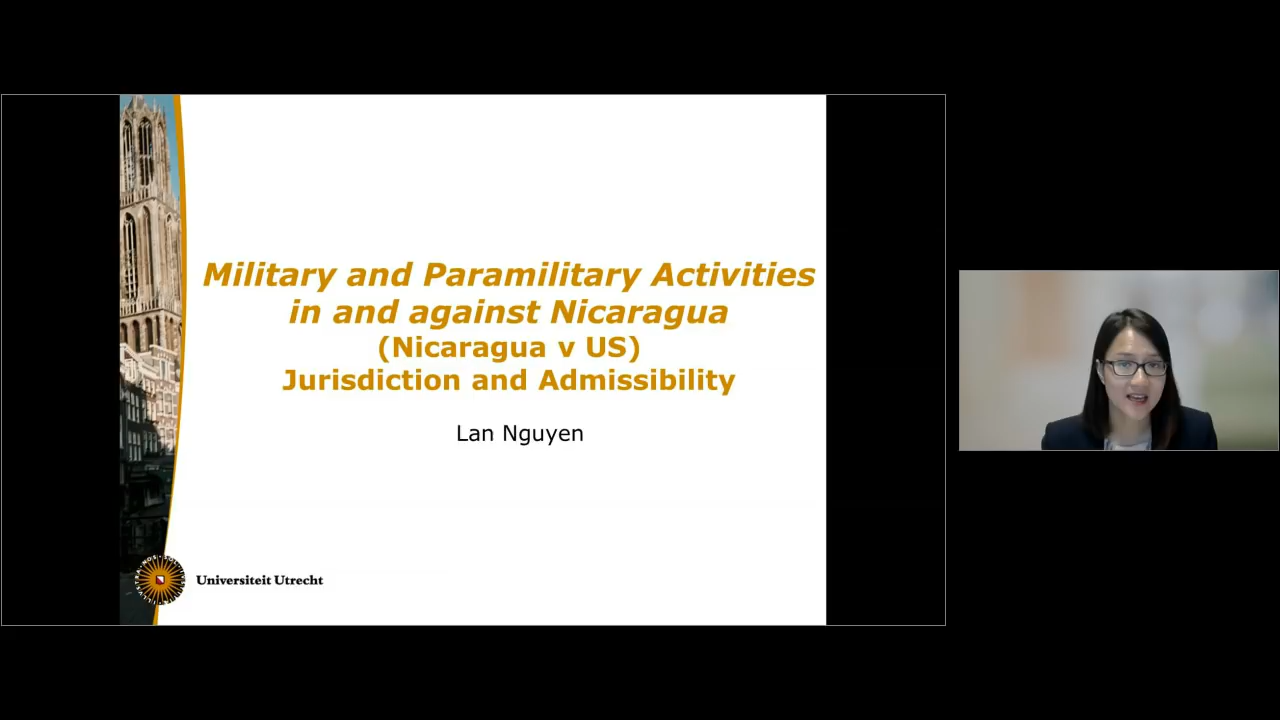 Military and Paramilitary Activities
in and against Nicaragua
(Nicaragua v US)
Jurisdiction and Admissibility
Lan Nguyen
Universiteit Utrecht